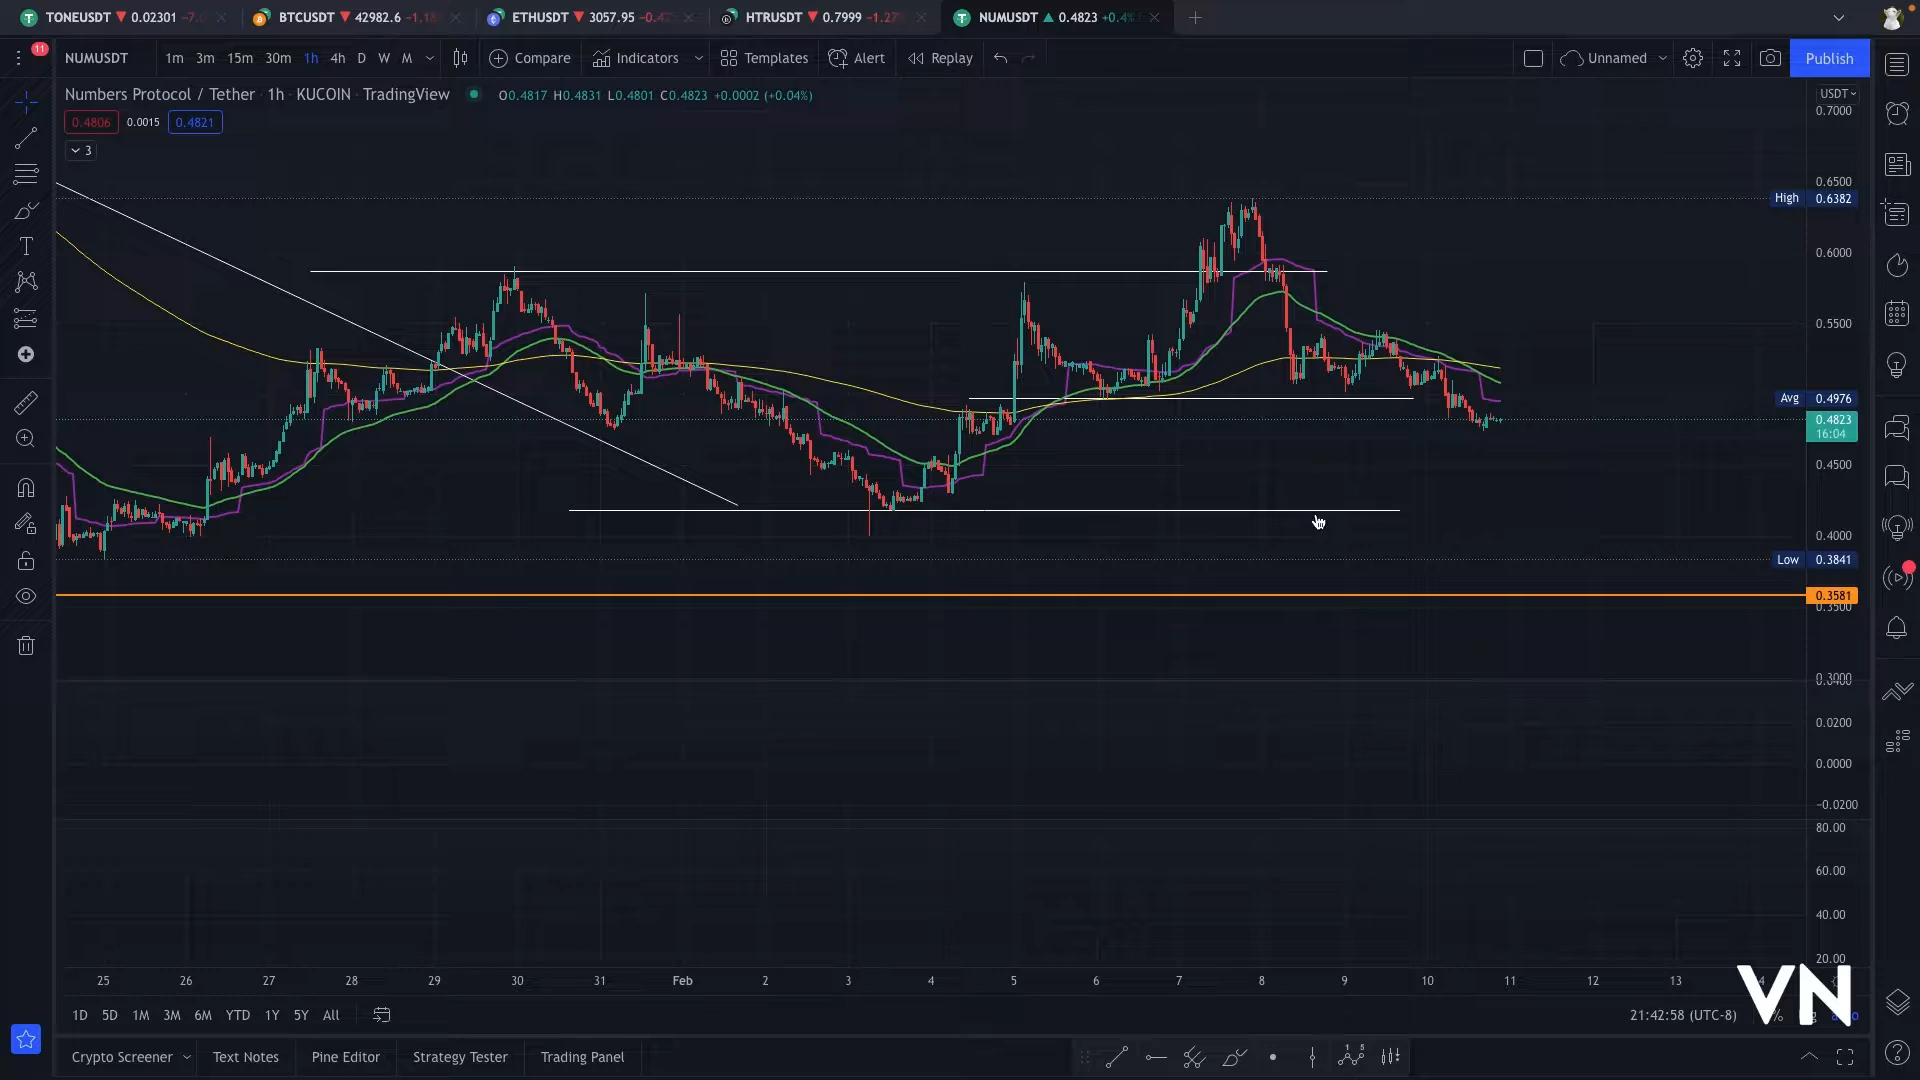 TONEUSDT ▼ 0.02301 BTCUSDT ▼ 42982.6 ETHUSDT ▼ 3057.95 HTRUSDT ▼ 0.7999 −1.27 NUMUSDT ▲ 0.4823
11 NUMUSDT 1m 3m 15m 30m 1h 4h D W M Compare Indicators Templates Alert Replay Unnamed Publish
Numbers Protocol / Tether · 1h · KUCOIN · TradingView O0.4817 H0.4831 L0.4801 C0.4823 +0.0002 (+0.04%) USDT
0.4806 0.0015 0.4821
3
0.7000
0.6500
High 0.6382
0.6000
0.5500
Avg 0.4976
0.4823
16:04
0.4500
0.4000
Low 0.3841
0.3581
0.3500
0.0200
0.0000
−0.0200
80.00
60.00
40.00
20.00
25 26 27 28 29 30 31 Feb 2 3 4 5 6 7 8 9 10 11 12 13
VN
1D 5D 1M 3M 6M YTD 1Y 5Y All 21:42:58 (UTC-8) %
Crypto Screener Text Notes Pine Editor Strategy Tester Trading Panel